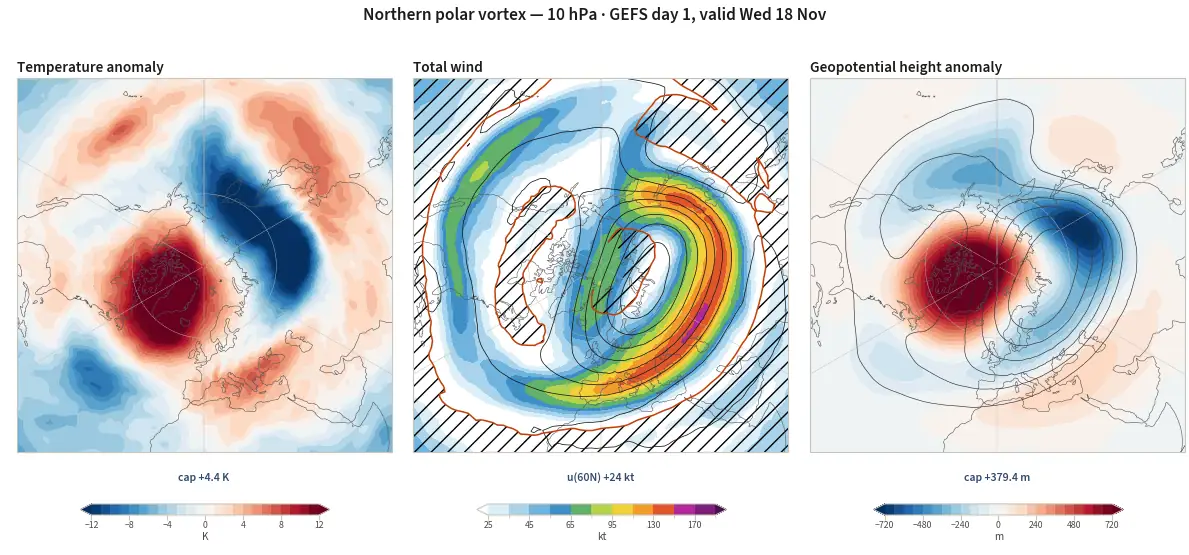 Northern polar vortex — 10 hPa · GEFS day 1, valid Wed 18 Nov
Temperature anomaly
Total wind
Geopotential height anomaly
cap +4.4 K
u(60N) +24 kt
cap +379.4 m
−12 −8 −4 0 4 8 12
K
25 45 65 95 130 170
kt
−720 −480 −240 0 240 480 720
m